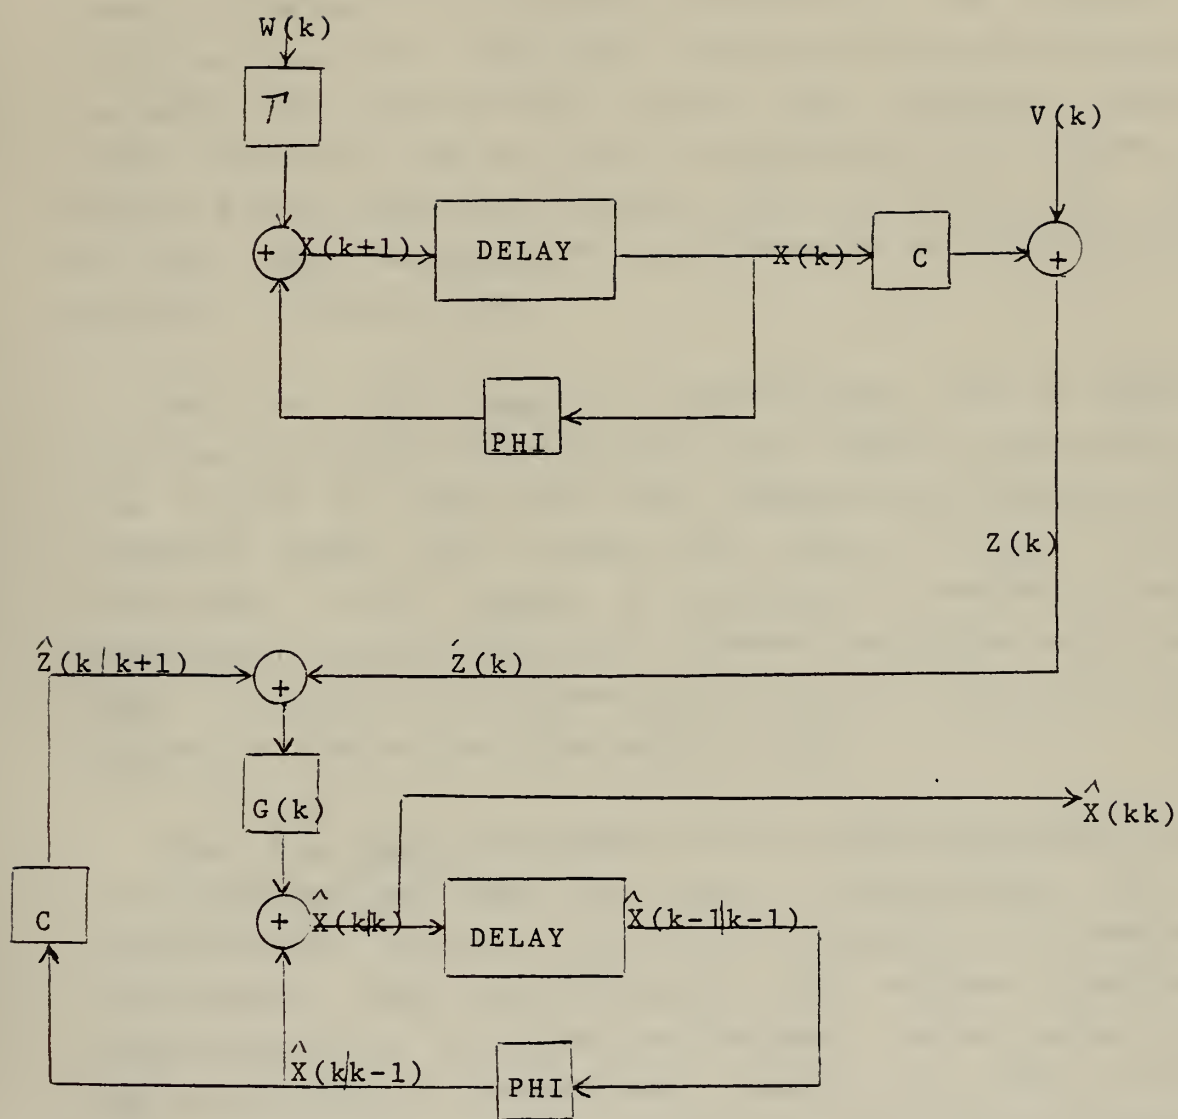 W(k)
Γ
V(k)
+
X(k+1)
DELAY
X(k)
C
+
PHI
Z(k)
Ẑ(k|k+1)
+
Z(k)
G(k)
X̂(kk)
C
+
X̂(k|k)
DELAY
X̂(k-1|k-1)
X̂(k|k-1)
PHI